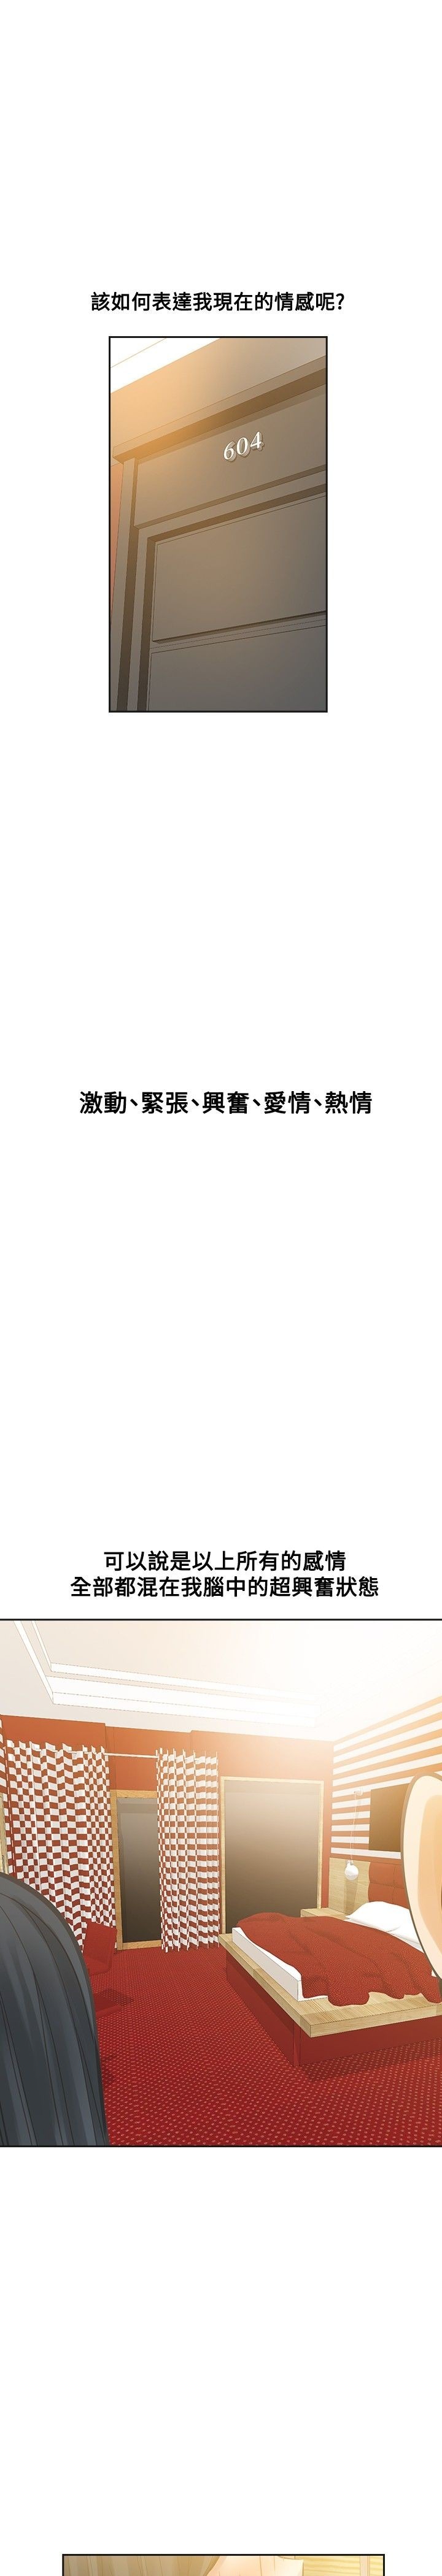 該如何表達我現在的情感呢?
604
激動、緊張、興奮、愛情、熱情
可以說是以上所有的感情
全部都混在我腦中的超興奮狀態